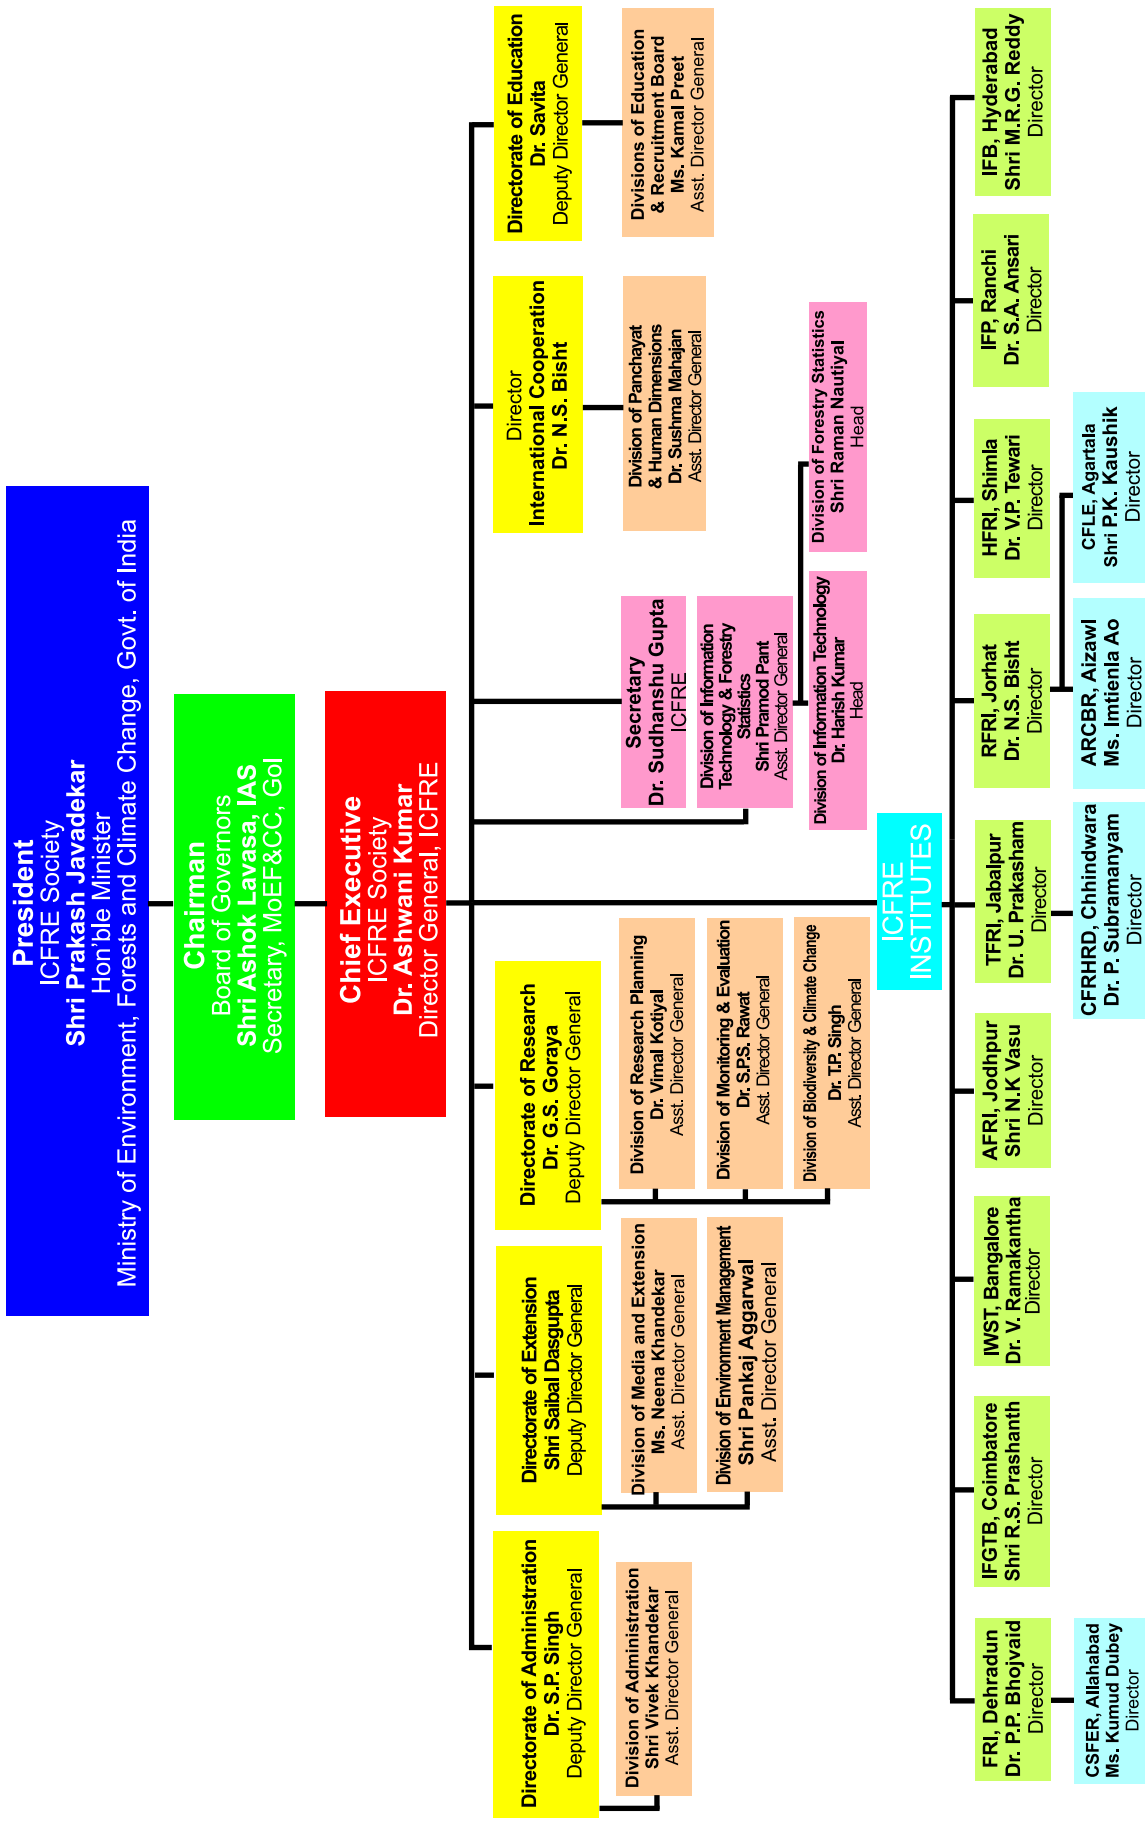 President
ICFRE Society
Shri Prakash Javadekar
Hon'ble Minister
Ministry of Environment, Forests and Climate Change, Govt. of India
Chairman
Board of Governors
Shri Ashok Lavasa, IAS
Secretary, MoEF&CC, GoI
Chief Executive
ICFRE Society
Dr. Ashwani Kumar
Director General, ICFRE
Directorate of Administration
Dr. S.P. Singh
Deputy Director General
Division of Administration
Shri Vivek Khandekar
Asst. Director General
Directorate of Extension
Shri Saibal Dasgupta
Deputy Director General
Division of Media and Extension
Ms. Neena Khandekar
Asst. Director General
Division of Environment Management
Shri Pankaj Aggarwal
Asst. Director General
Directorate of Research
Dr. G.S. Goraya
Deputy Director General
Division of Research Planning
Dr. Vimal Kotiyal
Asst. Director General
Division of Monitoring & Evaluation
Dr. S.P.S. Rawat
Asst. Director General
Division of Biodiversity & Climate Change
Dr. T.P. Singh
Asst. Director General
Secretary
Dr. Sudhanshu Gupta
ICFRE
Division of Information
Technology & Forestry
Statistics
Shri Pramod Pant
Asst. Director General
Division of Information Technology
Dr. Harish Kumar
Head
Division of Forestry Statistics
Shri Raman Nautiyal
Head
Director
International Cooperation
Dr. N.S. Bisht
Division of Panchayat
& Human Dimensions
Dr. Sushma Mahajan
Asst. Director General
Directorate of Education
Dr. Savita
Deputy Director General
Divisions of Education
& Recruitment Board
Ms. Kamal Preet
Asst. Director General
ICFRE
INSTITUTES
FRI, Dehradun
Dr. P.P. Bhojvaid
Director
CSFER, Allahabad
Ms. Kumud Dubey
Director
IFGTB, Coimbatore
Shri R.S. Prashanth
Director
IWST, Bangalore
Dr. V. Ramakantha
Director
AFRI, Jodhpur
Shri N.K Vasu
Director
TFRI, Jabalpur
Dr. U. Prakasham
Director
CFRHRD, Chhindwara
Dr. P. Subramanyam
Director
RFRI, Jorhat
Dr. N.S. Bisht
Director
ARCBR, Aizawl
Ms. Imtienla Ao
Director
CFLE, Agartala
Shri P.K. Kaushik
Director
HFRI, Shimla
Dr. V.P. Tewari
Director
IFP, Ranchi
Dr. S.A. Ansari
Director
IFB, Hyderabad
Shri M.R.G. Reddy
Director